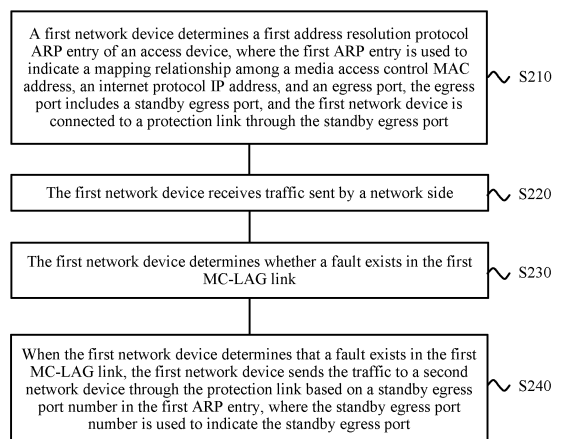 A first network device determines a first address resolution protocol
ARP entry of an access device, where the first ARP entry is used to
indicate a mapping relationship among a media access control MAC
address, an internet protocol IP address, and an egress port, the egress
port includes a standby egress port, and the first network device is
connected to a protection link through the standby egress port
S210
The first network device receives traffic sent by a network side
S220
The first network device determines whether a fault exists in the first
MC-LAG link
S230
When the first network device determines that a fault exists in the first
MC-LAG link, the first network device sends the traffic to a second
network device through the protection link based on a standby egress
port number in the first ARP entry, where the standby egress port
number is used to indicate the standby egress port
S240